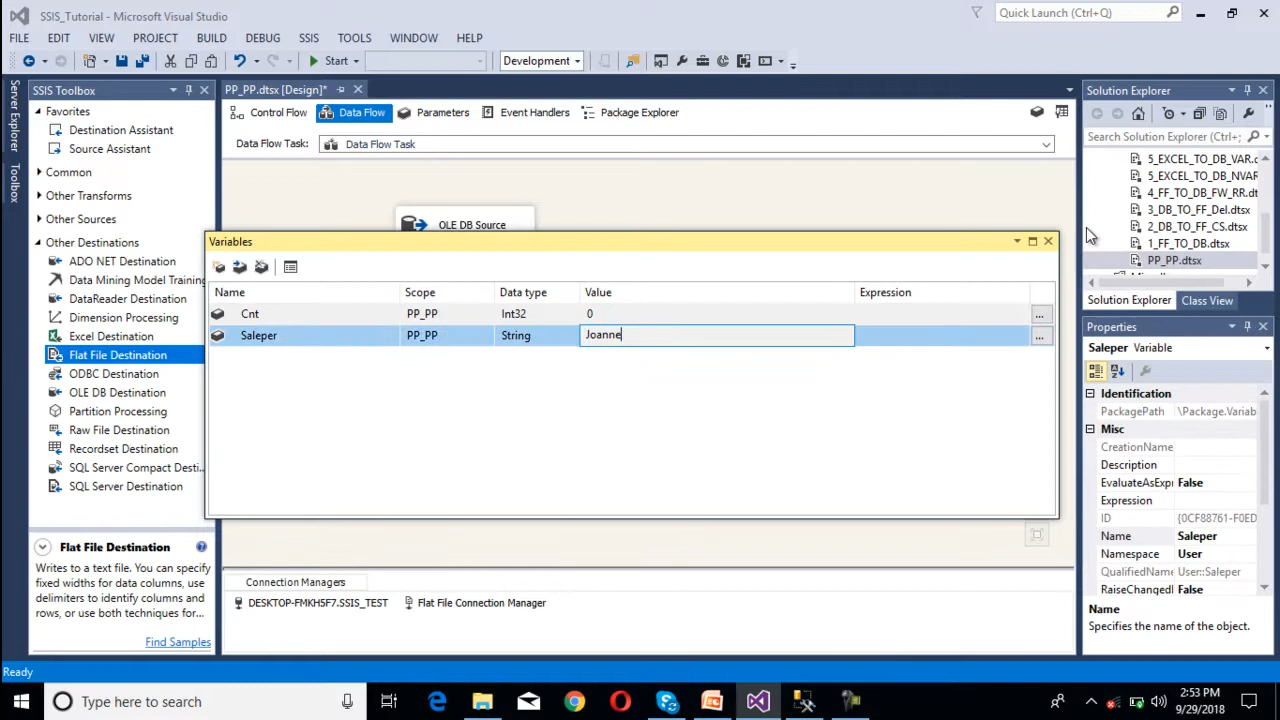 SSIS_Tutorial - Microsoft Visual Studio
Quick Launch (Ctrl+Q)
FILE EDIT VIEW PROJECT BUILD DEBUG SSIS TOOLS WINDOW HELP
Start
Development
Server Explorer
Toolbox
SSIS Toolbox
Favorites
Destination Assistant
Source Assistant
Common
Other Transforms
Other Sources
Other Destinations
ADO NET Destination
Data Mining Model Training
DataReader Destination
Dimension Processing
Excel Destination
Flat File Destination
ODBC Destination
OLE DB Destination
Partition Processing
Raw File Destination
Recordset Destination
SQL Server Compact Desti...
SQL Server Destination
Flat File Destination
Writes to a text file. You can specify
fixed widths for data columns, use
delimiters to identify columns and
rows, or use both techniques for...
Find Samples
PP_PP.dtsx [Design]*
Control Flow Data Flow Parameters Event Handlers Package Explorer
Data Flow Task: Data Flow Task
OLE DB Source
Variables
Name Scope Data type Value Expression
Cnt PP_PP Int32 0 ...
Saleper PP_PP String Joanne ...
Connection Managers
DESKTOP-FMKH5F7.SSIS_TEST Flat File Connection Manager
Solution Explorer
Search Solution Explorer (Ctrl+;
5_EXCEL_TO_DB_VAR.d
5_EXCEL_TO_DB_NVAR
4_FF_TO_DB_FW_RR.dt
3_DB_TO_FF_Del.dtsx
2_DB_TO_FF_CS.dtsx
1_FF_TO_DB.dtsx
PP_PP.dtsx
Solution Explorer Class View
Properties
Saleper Variable
Identification
PackagePath \Package.Variab
Misc
CreationName
Description
EvaluateAsExpr False
Expression
ID {0CF88761-F0ED
Name Saleper
Namespace User
QualifiedName User::Saleper
RaiseChangedE False
Name
Specifies the name of the object.
Ready
Type here to search
2:53 PM
9/29/2018